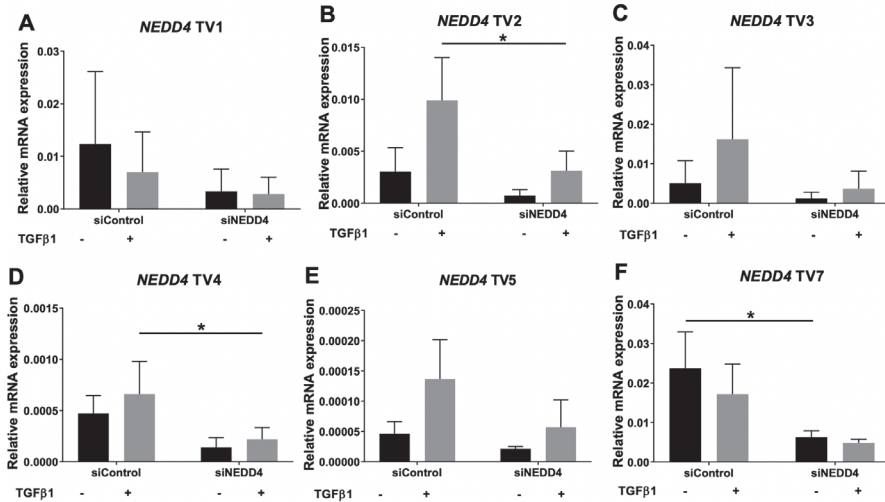 A
NEDD4 TV1
Relative mRNA expression
0.03
0.02
0.01
0.00
siControl
siNEDD4
TGFβ1
-
+
-
+
B
NEDD4 TV2
*
Relative mRNA expression
0.015
0.010
0.005
0.000
siControl
siNEDD4
TGFβ1
-
+
-
+
C
NEDD4 TV3
Relative mRNA expression
0.04
0.03
0.02
0.01
0.00
siControl
siNEDD4
TGFβ1
-
+
-
+
D
NEDD4 TV4
*
Relative mRNA expression
0.0015
0.0010
0.0005
0.0000
siControl
siNEDD4
TGFβ1
-
+
-
+
E
NEDD4 TV5
Relative mRNA expression
0.00025
0.00020
0.00015
0.00010
0.00005
0.00000
siControl
siNEDD4
TGFβ1
-
+
-
+
F
NEDD4 TV7
*
Relative mRNA expression
0.04
0.03
0.02
0.01
0.00
siControl
siNEDD4
TGFβ1
-
+
-
+